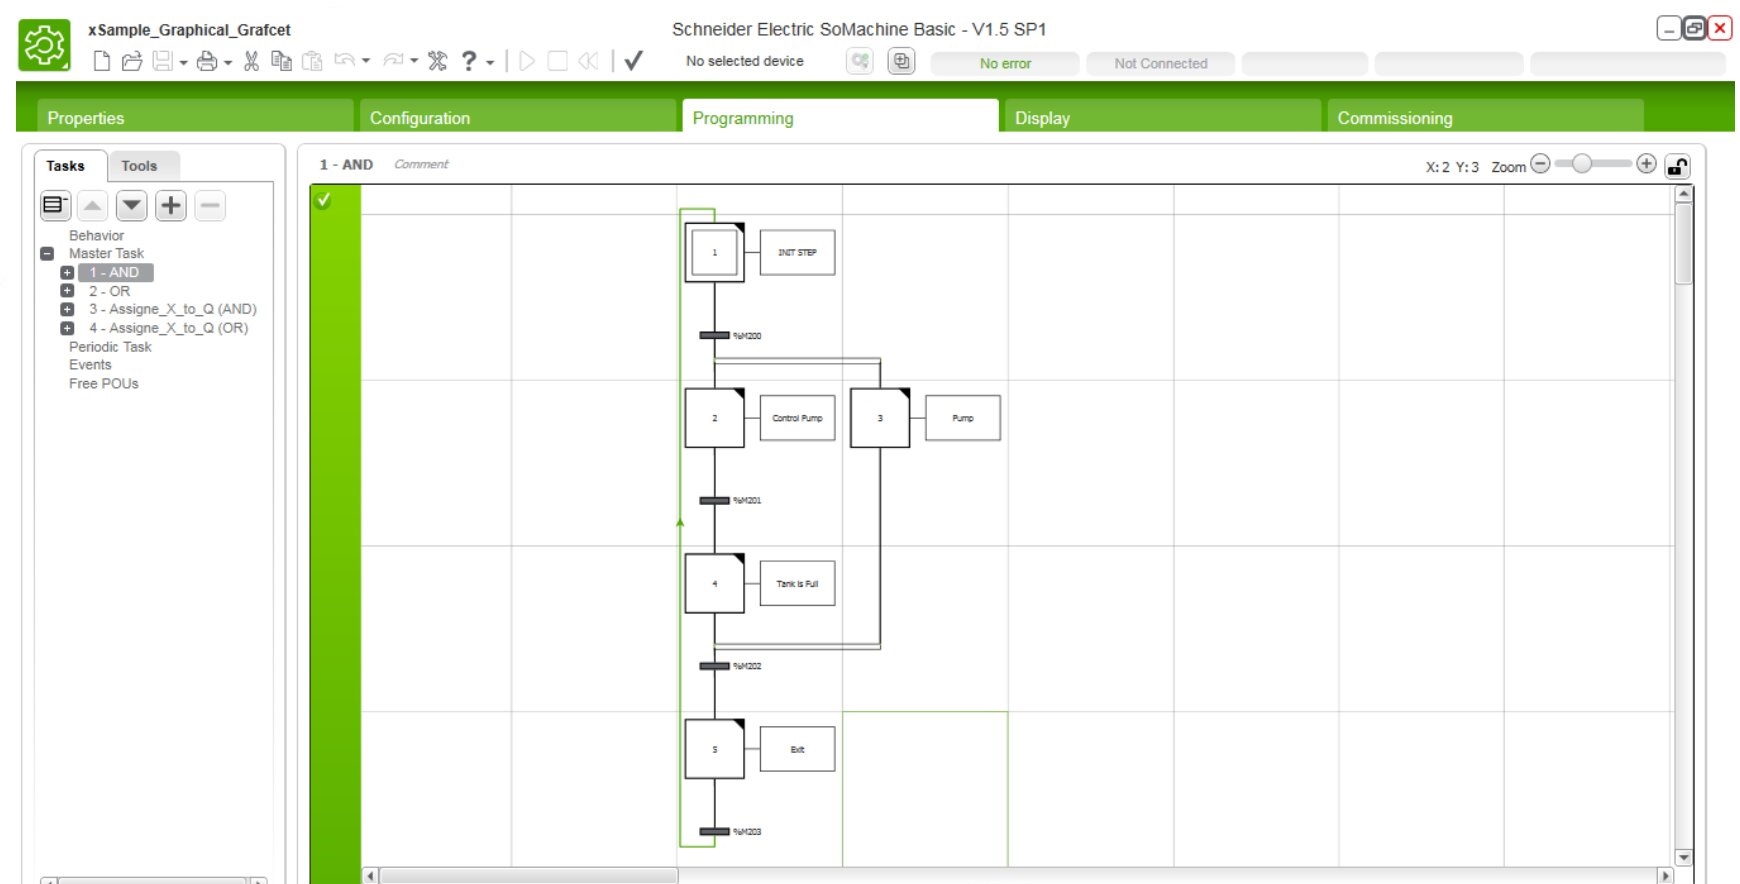 xSample_Graphical_Grafcet
Schneider Electric SoMachine Basic - V1.5 SP1
No selected device
No error
Not Connected
Properties
Configuration
Programming
Display
Commissioning
Tasks
Tools
Behavior
Master Task
1 - AND
2 - OR
3 - Assigne_X_to_Q (AND)
4 - Assigne_X_to_Q (OR)
Periodic Task
Events
Free POUs
1 - AND Comment
X: 2 Y: 3 Zoom
1 INIT STEP
%M200
2 Control Pump
3 Pump
%M201
4 Tank is Full
%M202
5 Exit
%M203